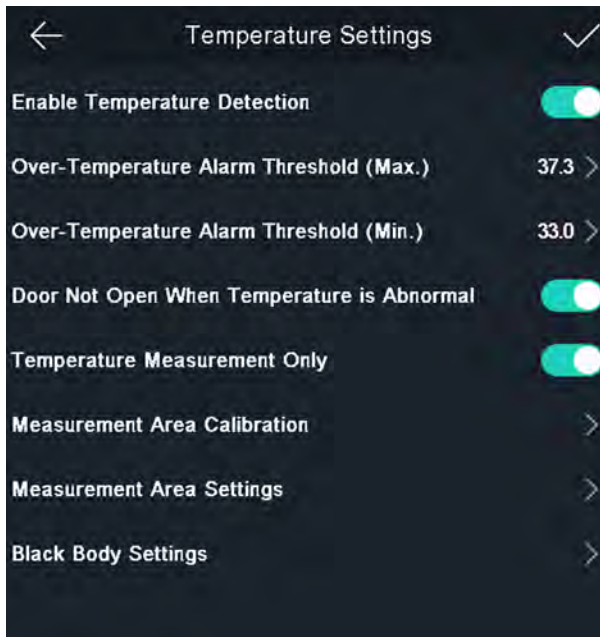 Temperature Settings
Enable Temperature Detection
Over-Temperature Alarm Threshold (Max.) 37.3
Over-Temperature Alarm Threshold (Min.) 33.0
Door Not Open When Temperature is Abnormal
Temperature Measurement Only
Measurement Area Calibration
Measurement Area Settings
Black Body Settings